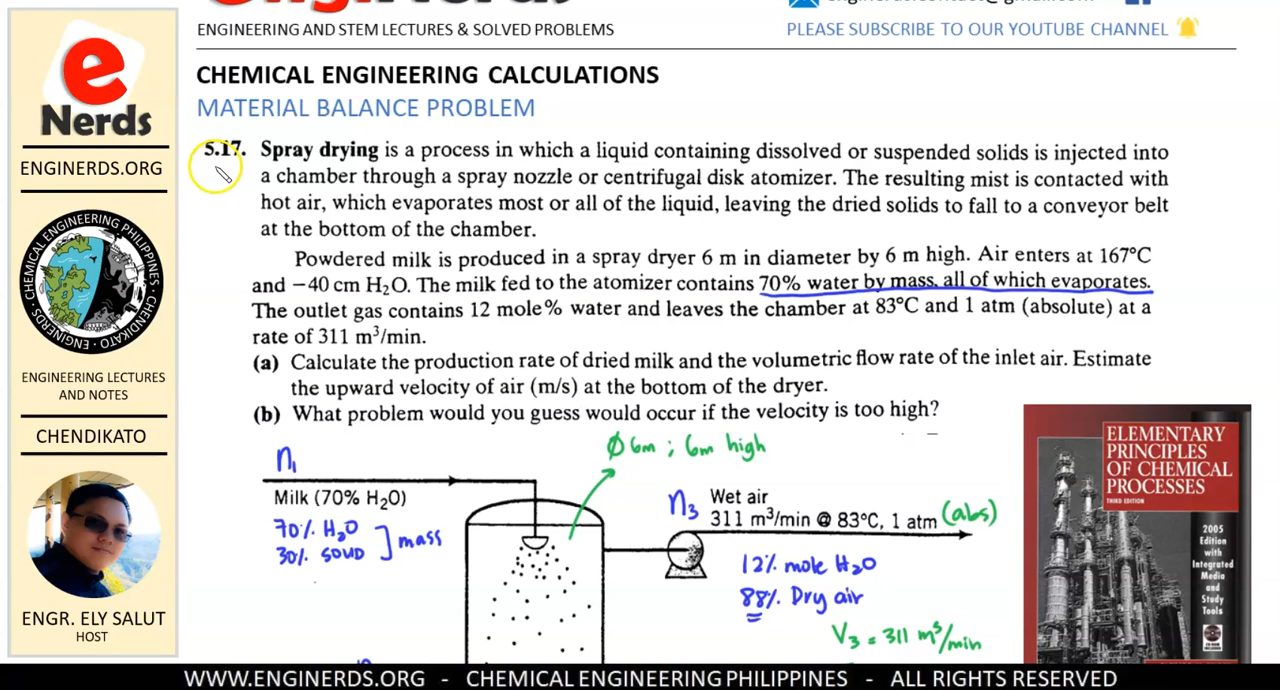 ENGINEERING AND STEM LECTURES & SOLVED PROBLEMS
PLEASE SUBSCRIBE TO OUR YOUTUBE CHANNEL
e
Nerds
ENGINERDS.ORG
CHEMICAL ENGINEERING PHILIPPINES
ENGINERDS.ORG · CHENDIKATO
ENGINEERING LECTURES
AND NOTES
CHENDIKATO
ENGR. ELY SALUT
HOST
CHEMICAL ENGINEERING CALCULATIONS
MATERIAL BALANCE PROBLEM
5.17. Spray drying is a process in which a liquid containing dissolved or suspended solids is injected into
a chamber through a spray nozzle or centrifugal disk atomizer. The resulting mist is contacted with
hot air, which evaporates most or all of the liquid, leaving the dried solids to fall to a conveyor belt
at the bottom of the chamber.
Powdered milk is produced in a spray dryer 6 m in diameter by 6 m high. Air enters at 167°C
and −40 cm H₂O. The milk fed to the atomizer contains 70% water by mass, all of which evaporates.
The outlet gas contains 12 mole% water and leaves the chamber at 83°C and 1 atm (absolute) at a
rate of 311 m³/min.
(a) Calculate the production rate of dried milk and the volumetric flow rate of the inlet air. Estimate
the upward velocity of air (m/s) at the bottom of the dryer.
(b) What problem would you guess would occur if the velocity is too high?
Ø 6m ; 6m high
n₁
Milk (70% H₂O)
70% H₂O
30% SOLID
] mass
n₃
Wet air
311 m³/min @ 83°C, 1 atm (abs)
12% mole H₂O
88% Dry air
V₃ = 311 m³/min
ELEMENTARY
PRINCIPLES
OF CHEMICAL
PROCESSES
THIRD EDITION
2005
Edition
with
Integrated
Media
and
Study
Tools
WWW.ENGINERDS.ORG - CHEMICAL ENGINEERING PHILIPPINES - ALL RIGHTS RESERVED